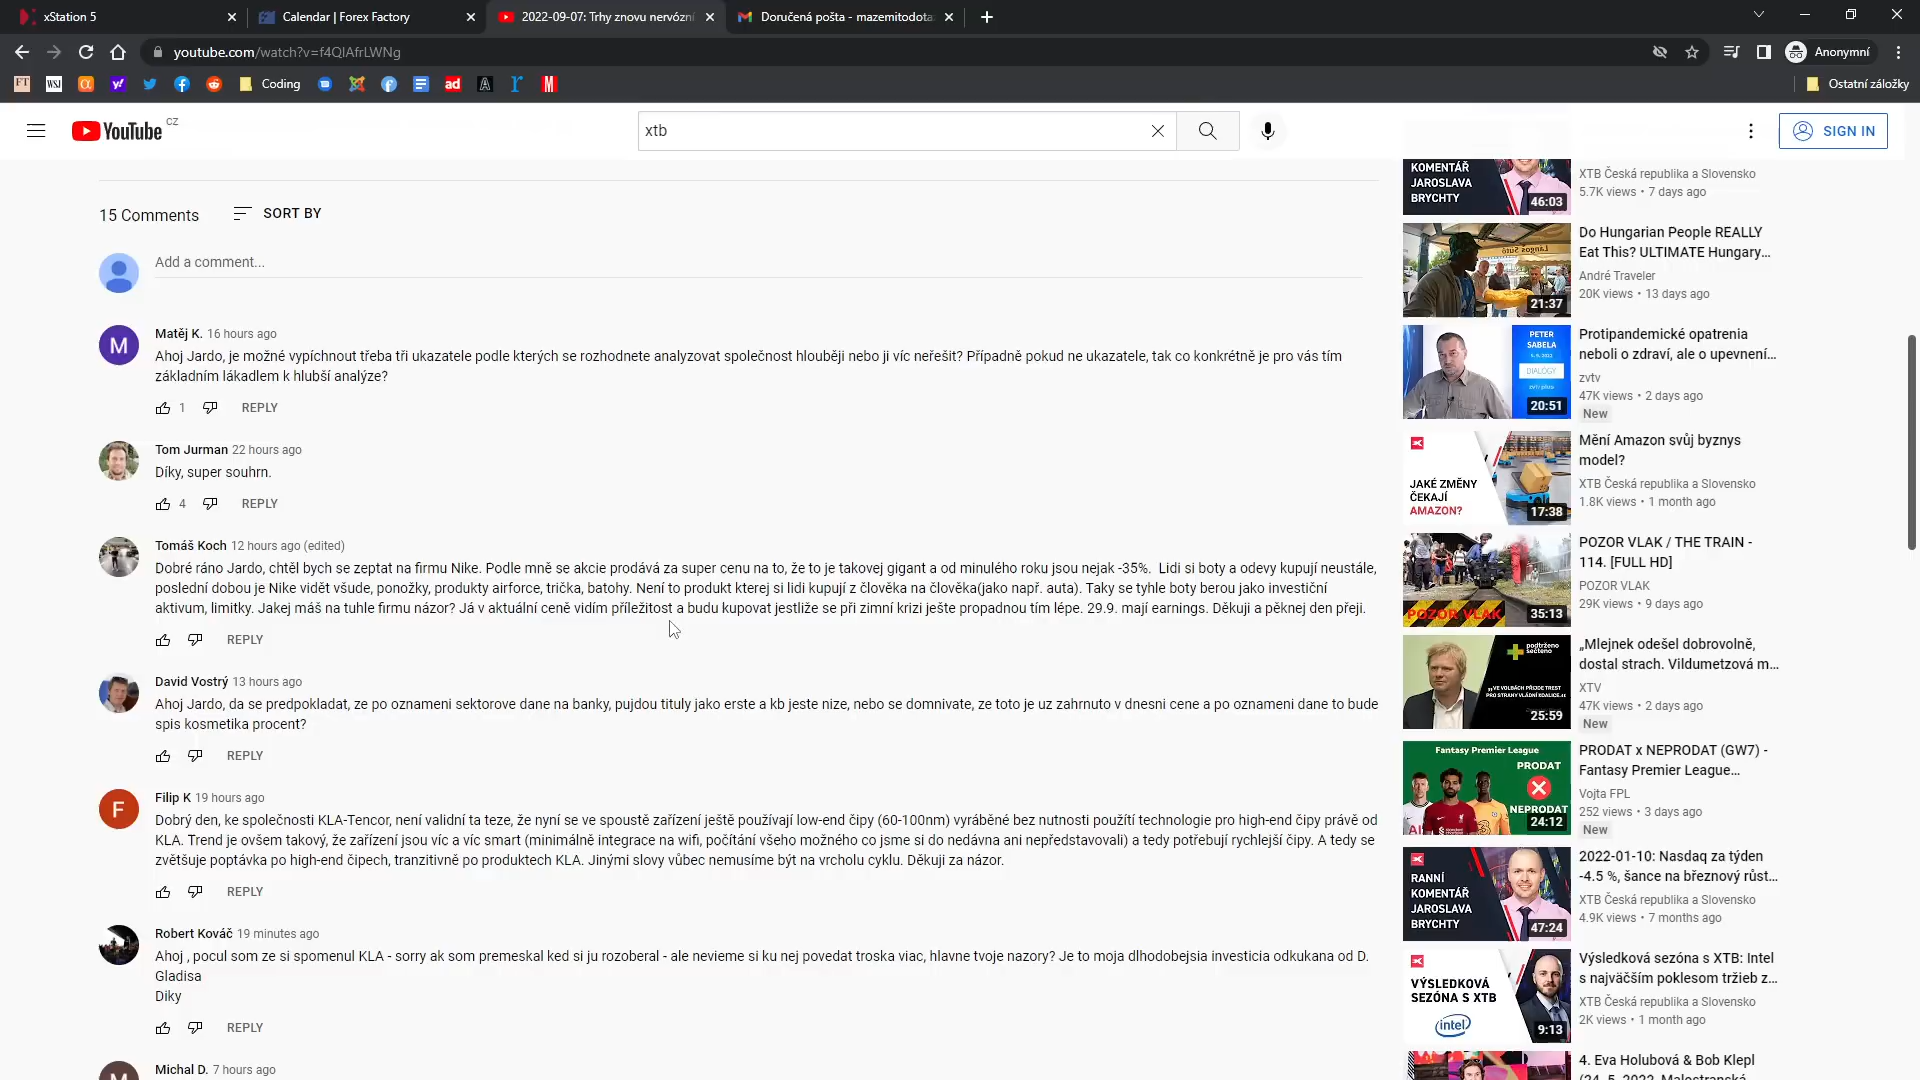 xStation 5
Calendar | Forex Factory
2022-09-07: Trhy znovu nervózní
Doručená pošta - mazemitodota
youtube.com/watch?v=f4QIAfrLWNg
Anonymní
FT
WSJ
Coding
ad
A
r
M
Ostatní záložky
YouTube CZ
xtb
SIGN IN
15 Comments
SORT BY
Add a comment...
Matěj K. 16 hours ago
Ahoj Jardo, je možné vypíchnout třeba tři ukazatele podle kterých se rozhodnete analyzovat společnost hlouběji nebo ji víc neřešit? Případně pokud ne ukazatele, tak co konkrétně je pro vás tím
základním lákadlem k hlubší analýze?
1 REPLY
Tom Jurman 22 hours ago
Díky, super souhrn.
4 REPLY
Tomáš Koch 12 hours ago (edited)
Dobré ráno Jardo, chtěl bych se zeptat na firmu Nike. Podle mně se akcie prodává za super cenu na to, že to je takovej gigant a od minulého roku jsou nejak -35%. Lidi si boty a odevy kupují neustále,
poslední dobou je Nike vidět všude, ponožky, produkty airforce, trička, batohy. Není to produkt kterej si lidi kupují z člověka na člověka(jako např. auta). Taky se tyhle boty berou jako investiční
aktivum, limitky. Jakej máš na tuhle firmu názor? Já v aktuální ceně vidím příležitost a budu kupovat jestliže se při zimní krizi ješte propadnou tím lépe. 29.9. mají earnings. Děkuji a pěknej den přeji.
REPLY
David Vostrý 13 hours ago
Ahoj Jardo, da se predpokladat, ze po oznameni sektorove dane na banky, pujdou tituly jako erste a kb jeste nize, nebo se domnivate, ze toto je uz zahrnuto v dnesni cene a po oznameni dane to bude
spis kosmetika procent?
REPLY
F
Filip K 19 hours ago
Dobrý den, ke společnosti KLA-Tencor, není validní ta teze, že nyní se ve spoustě zařízení ještě používají low-end čipy (60-100nm) vyráběné bez nutnosti použití technologie pro high-end čipy právě od
KLA. Trend je ovšem takový, že zařízení jsou víc a víc smart (minimálně integrace na wifi, počítání všeho možného co jsme si do nedávna ani nepředstavovali) a tedy potřebují rychlejší čipy. A tedy se
zvětšuje poptávka po high-end čipech, tranzitivně po produktech KLA. Jinými slovy vůbec nemusíme být na vrcholu cyklu. Děkuji za názor.
REPLY
Robert Kováč 19 minutes ago
Ahoj , pocul som ze si spomenul KLA - sorry ak som premeskal ked si ju rozoberal - ale nevieme si ku nej povedat troska viac, hlavne tvoje nazory? Je to moja dlhodobejsia investicia odkukana od D.
Gladisa
Diky
REPLY
Michal D. 7 hours ago
KOMENTÁŘ
JAROSLAVA
BRYCHTY
46:03
XTB Česká republika a Slovensko
5.7K views • 7 days ago
21:37
Do Hungarian People REALLY
Eat This? ULTIMATE Hungary...
André Traveler
20K views • 13 days ago
PETER
SABELA
DIALÓGY
20:51
Protipandemické opatrenia
neboli o zdraví, ale o upevnení...
zvtv
47K views • 2 days ago
New
JAKÉ ZMĚNY
ČEKAJÍ
AMAZON?
17:38
Mění Amazon svůj byznys
model?
XTB Česká republika a Slovensko
1.8K views • 1 month ago
POZOR VLAK
35:13
POZOR VLAK / THE TRAIN -
114. [FULL HD]
POZOR VLAK
29K views • 9 days ago
podtrženo
sečteno
25:59
„Mlejnek odešel dobrovolně,
dostal strach. Vildumetzová m...
XTV
47K views • 2 days ago
New
Fantasy Premier League
PRODAT
NEPRODAT
24:12
PRODAT x NEPRODAT (GW7) -
Fantasy Premier League...
Vojta FPL
252 views • 3 days ago
New
RANNÍ
KOMENTÁŘ
JAROSLAVA
BRYCHTY
47:24
2022-01-10: Nasdaq za týden
-4.5 %, šance na březnový růst...
XTB Česká republika a Slovensko
4.9K views • 7 months ago
VÝSLEDKOVÁ
SEZÓNA S XTB
intel
9:13
Výsledková sezóna s XTB: Intel
s najväčším poklesom tržieb z...
XTB Česká republika a Slovensko
2K views • 1 month ago
4. Eva Holubová & Bob Klepl